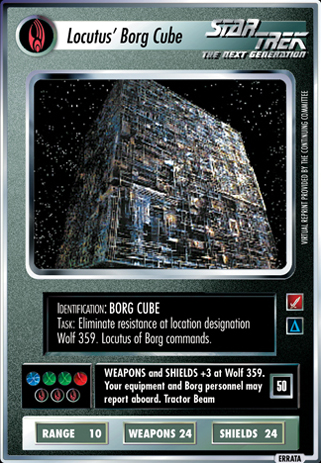 Locutus' Borg Cube
STAR TREK
THE NEXT GENERATION
VIRTUAL REPRINT PROVIDED BY THE CONTINUING COMMITTEE
IDENTIFICATION: BORG CUBE
TASK: Eliminate resistance at location designation
Wolf 359. Locutus of Borg commands.
WEAPONS and SHIELDS +3 at Wolf 359.
Your equipment and Borg personnel may
report aboard. Tractor Beam
50
RANGE 10
WEAPONS 24
SHIELDS 24
ERRATA